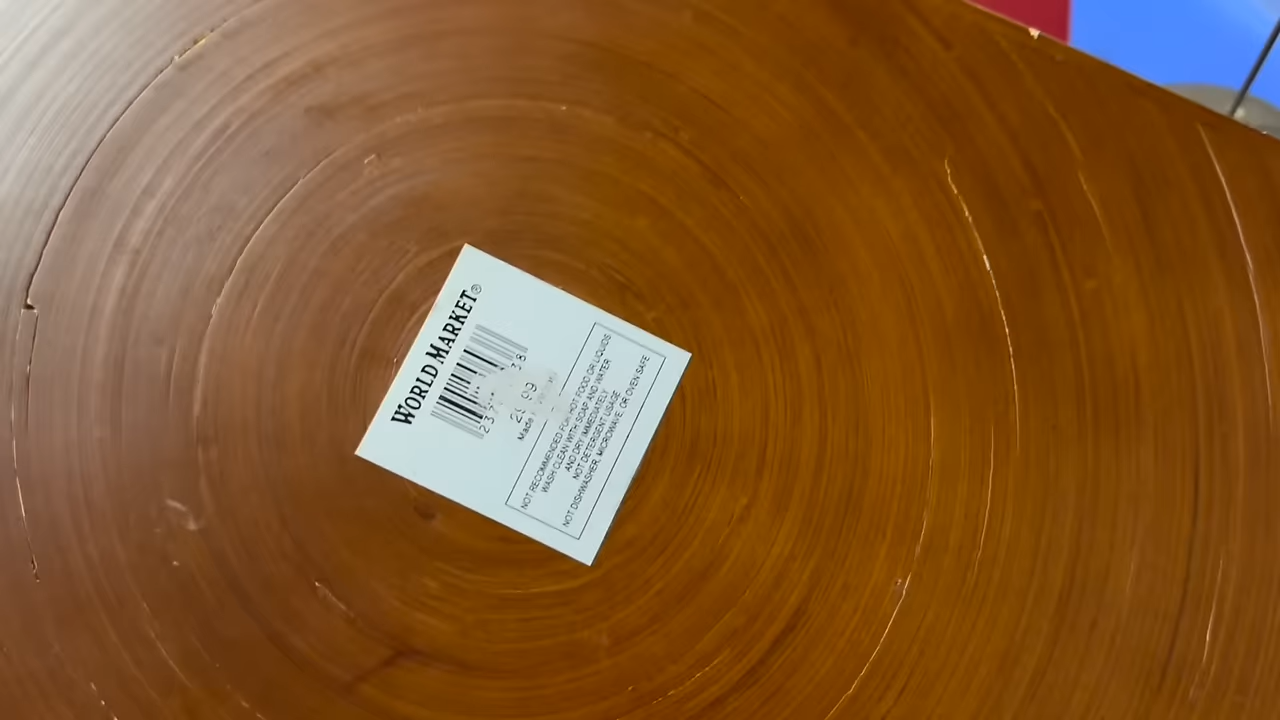 WORLD MARKET®
Made
NOT RECOMMENDED FOR HOT FOOD OR LIQUIDS
WASH CLEAN WITH SOAP AND WATER
AND DRY IMMEDIATELY
NOT DETERGENT USAGE
NOT DISHWASHER, MICROWAVE, OR OVEN SAFE